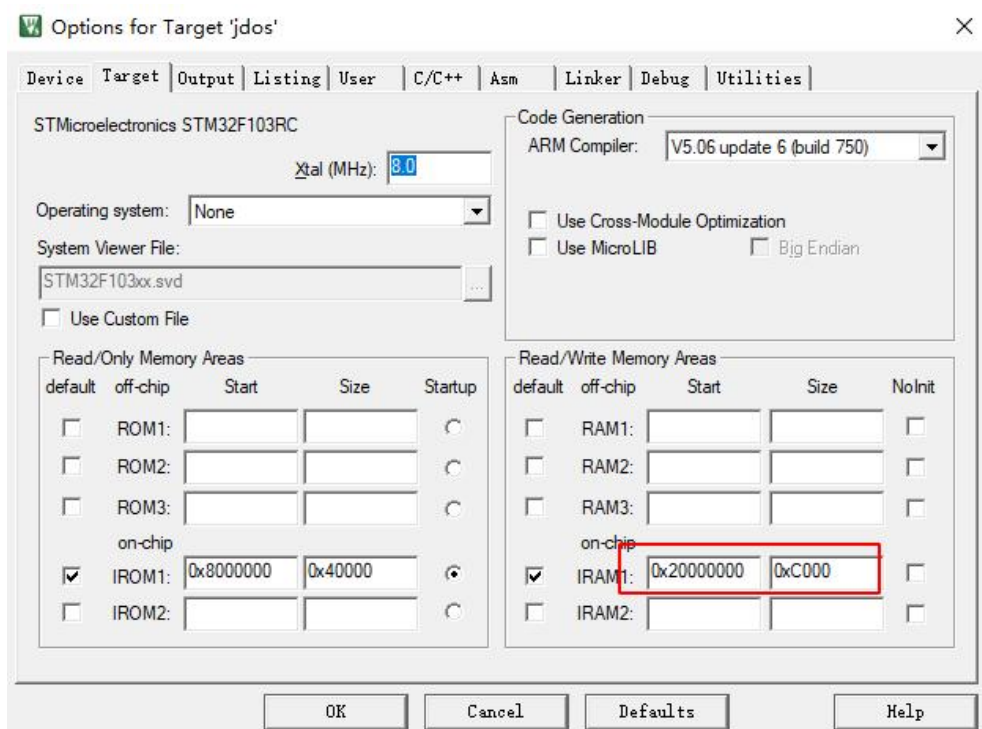 Options for Target 'jdos'
Device Target Output Listing User C/C++ Asm Linker Debug Utilities
STMicroelectronics STM32F103RC
Xtal (MHz): 8.0
Operating system: None
System Viewer File:
STM32F103xx.svd ...
Use Custom File
Code Generation
ARM Compiler: V5.06 update 6 (build 750)
Use Cross-Module Optimization
Use MicroLIB Big Endian
Read/Only Memory Areas
default off-chip Start Size Startup
ROM1:
ROM2:
ROM3:
on-chip
IROM1: 0x8000000 0x40000
IROM2:
Read/Write Memory Areas
default off-chip Start Size NoInit
RAM1:
RAM2:
RAM3:
on-chip
IRAM1: 0x20000000 0xC000
IRAM2:
OK Cancel Defaults Help